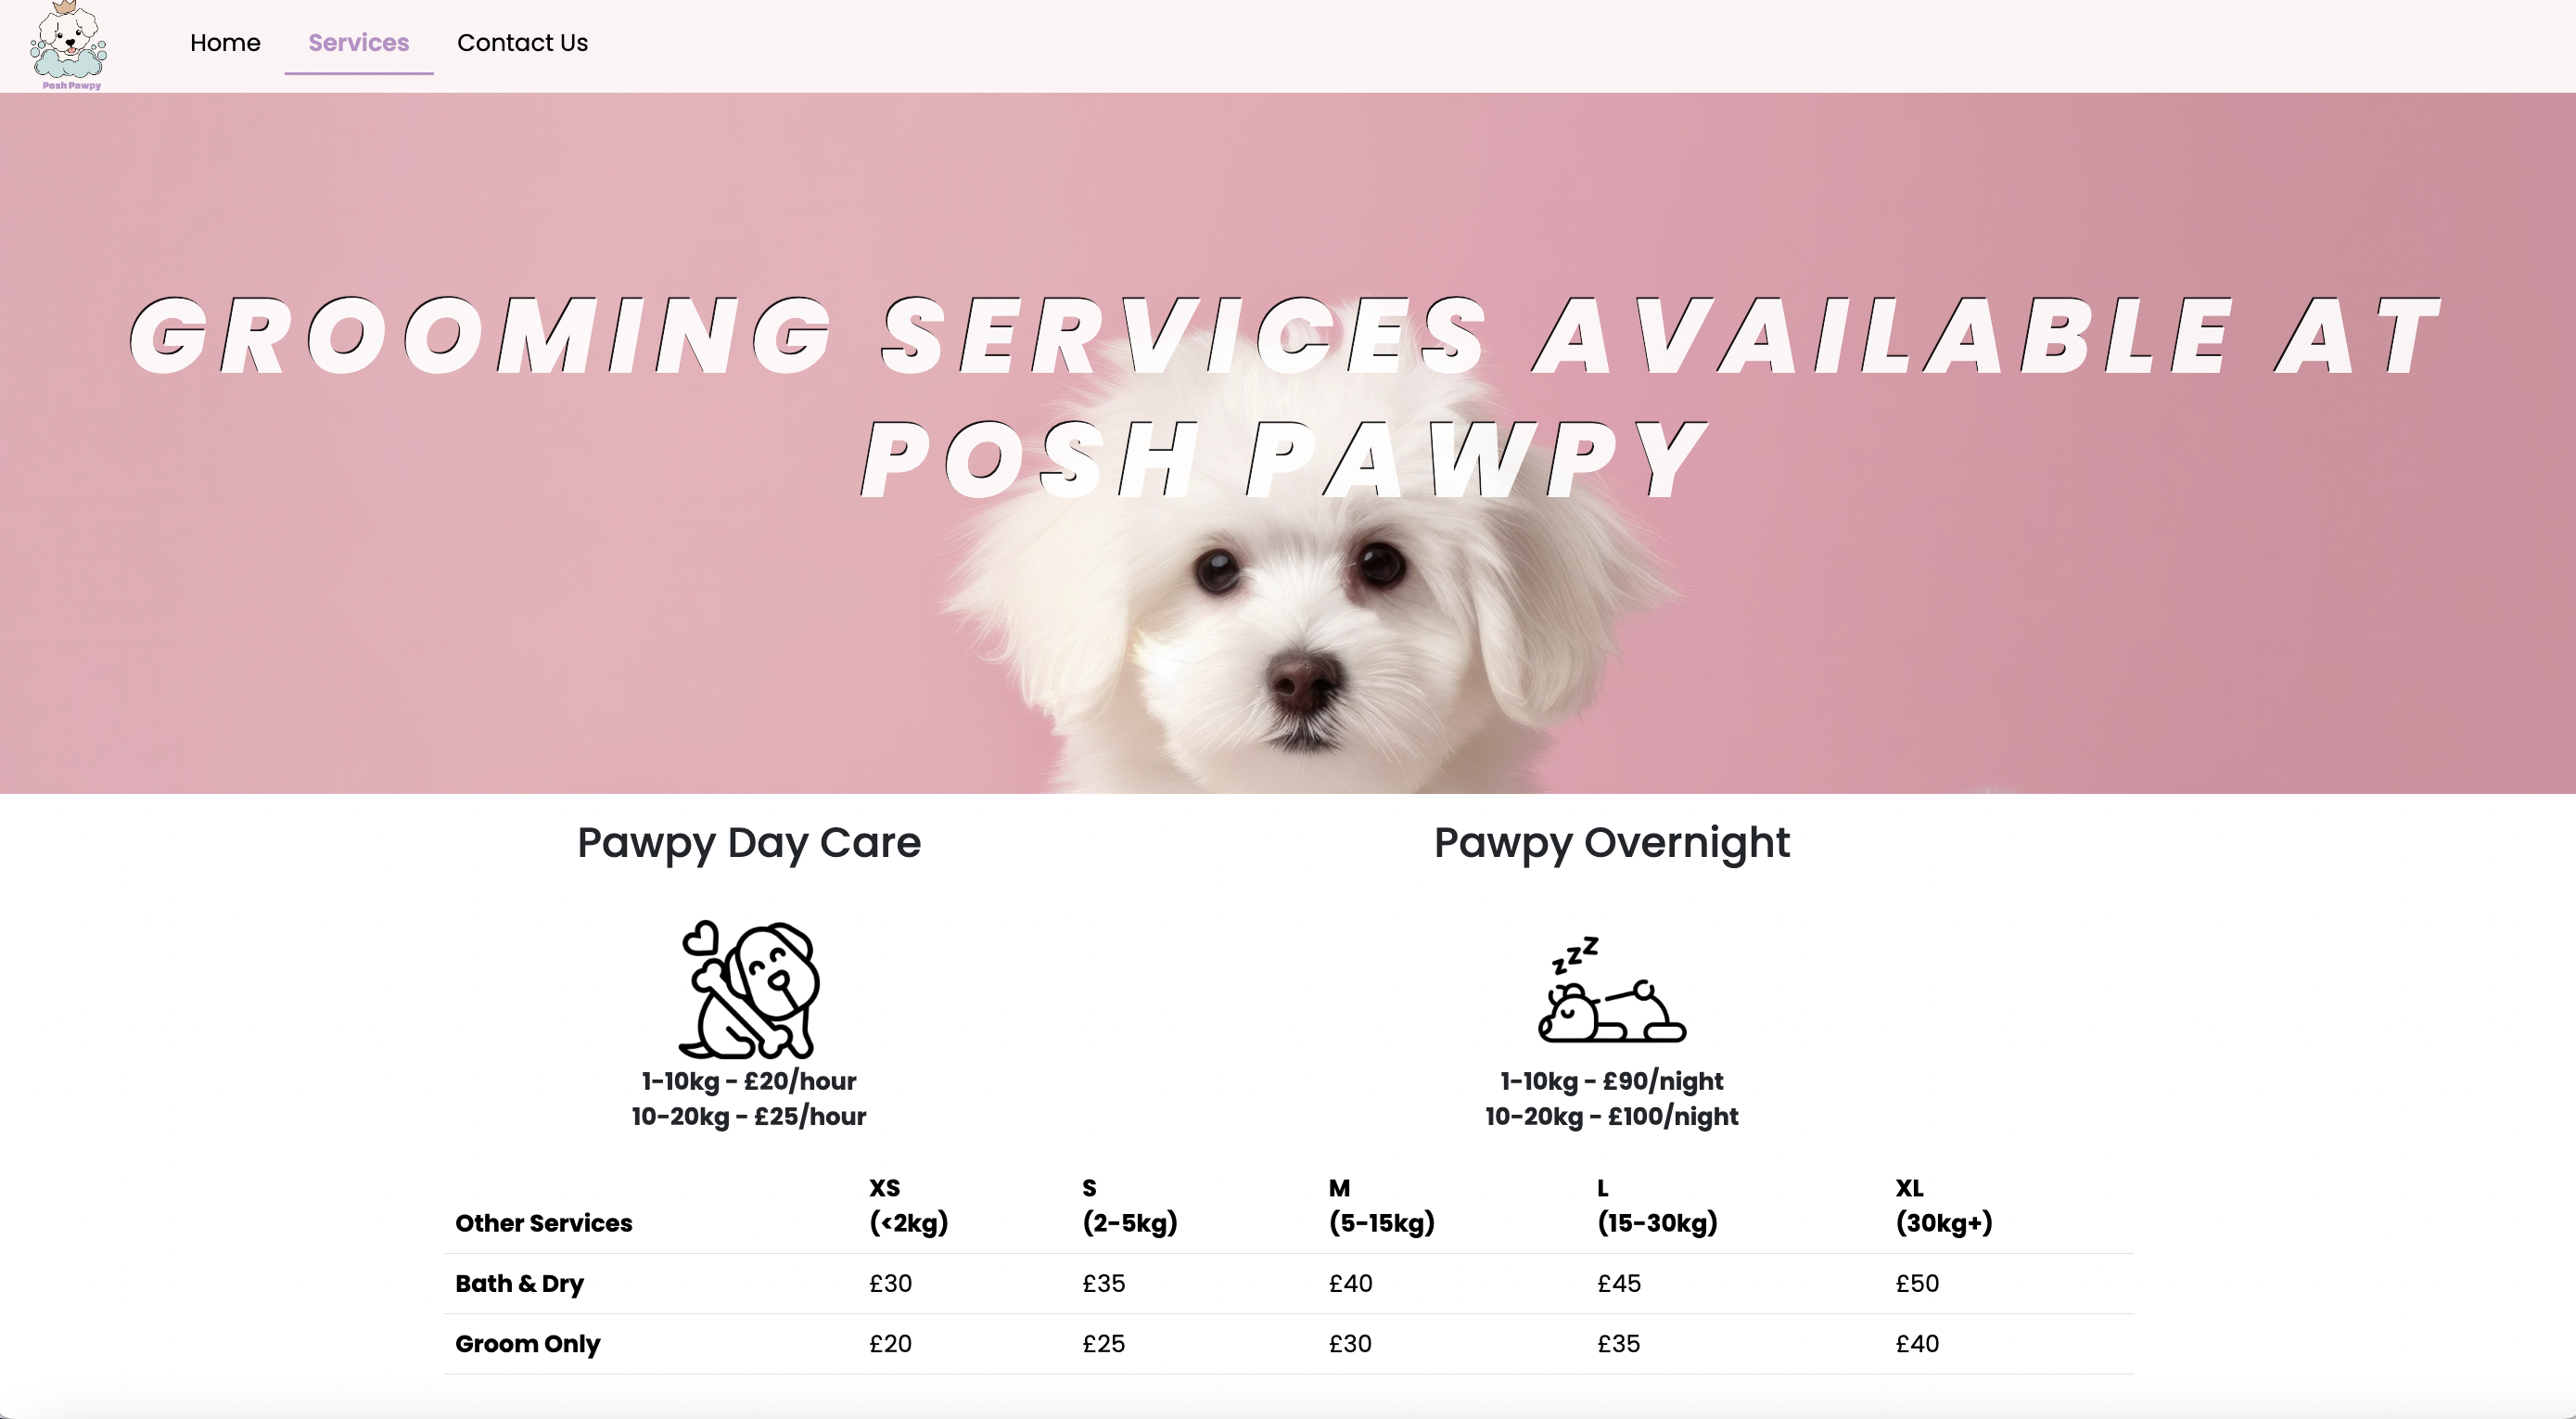 Posh Pawpy
Home Services Contact Us
GROOMING SERVICES AVAILABLE AT
POSH PAWPY
Pawpy Day Care
1-10kg - £20/hour
10-20kg - £25/hour
Pawpy Overnight
zzz
1-10kg - £90/night
10-20kg - £100/night
XS S M L XL
Other Services (<2kg) (2-5kg) (5-15kg) (15-30kg) (30kg+)
Bath & Dry £30 £35 £40 £45 £50
Groom Only £20 £25 £30 £35 £40